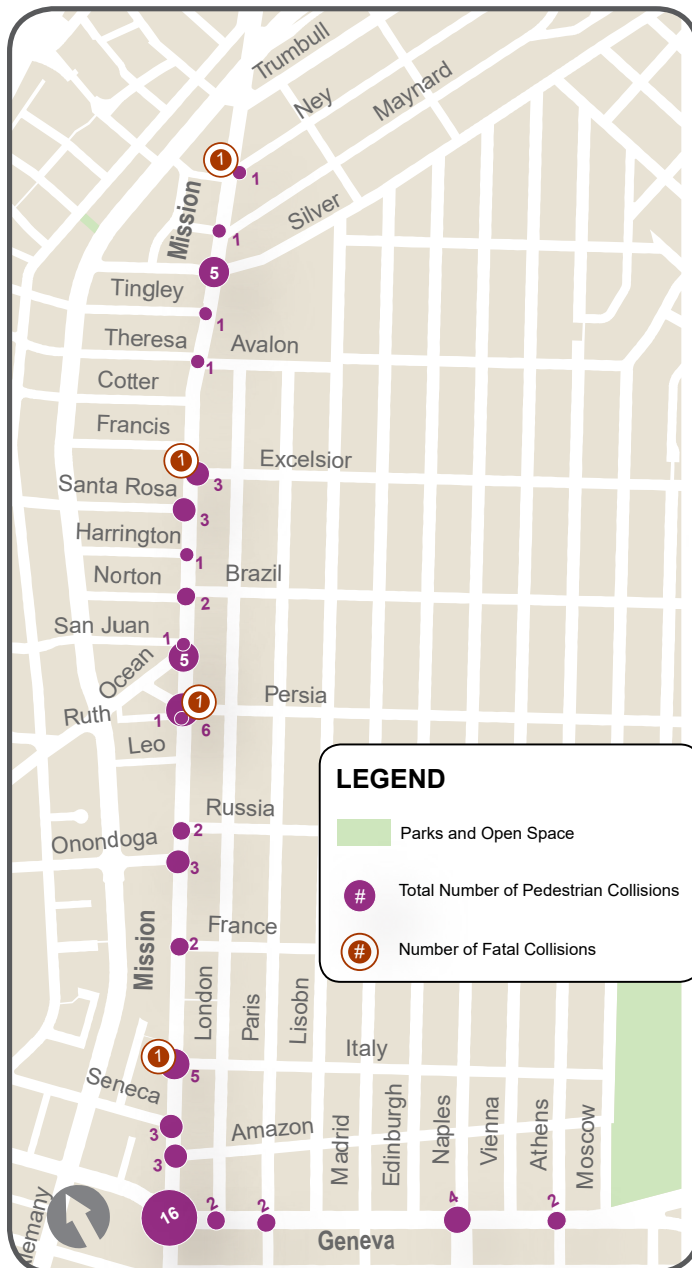 Trumbull
Ney
Maynard
1
1
Mission
Silver
1
5
Tingley
1
Theresa
Avalon
1
Cotter
Francis
1
Excelsior
3
Santa Rosa
3
Harrington
1
Norton
Brazil
2
San Juan
1
5
Ocean
Persia
1
Ruth
1
6
Leo
LEGEND
Parks and Open Space
# Total Number of Pedestrian Collisions
# Number of Fatal Collisions
Russia
2
Onondoga
3
France
2
Mission
London
Paris
Lisobn
Italy
1
5
Seneca
Amazon
3
3
Madrid
Edinburgh
Naples
Vienna
Athens
Moscow
16
2
2
4
2
Geneva
lemany